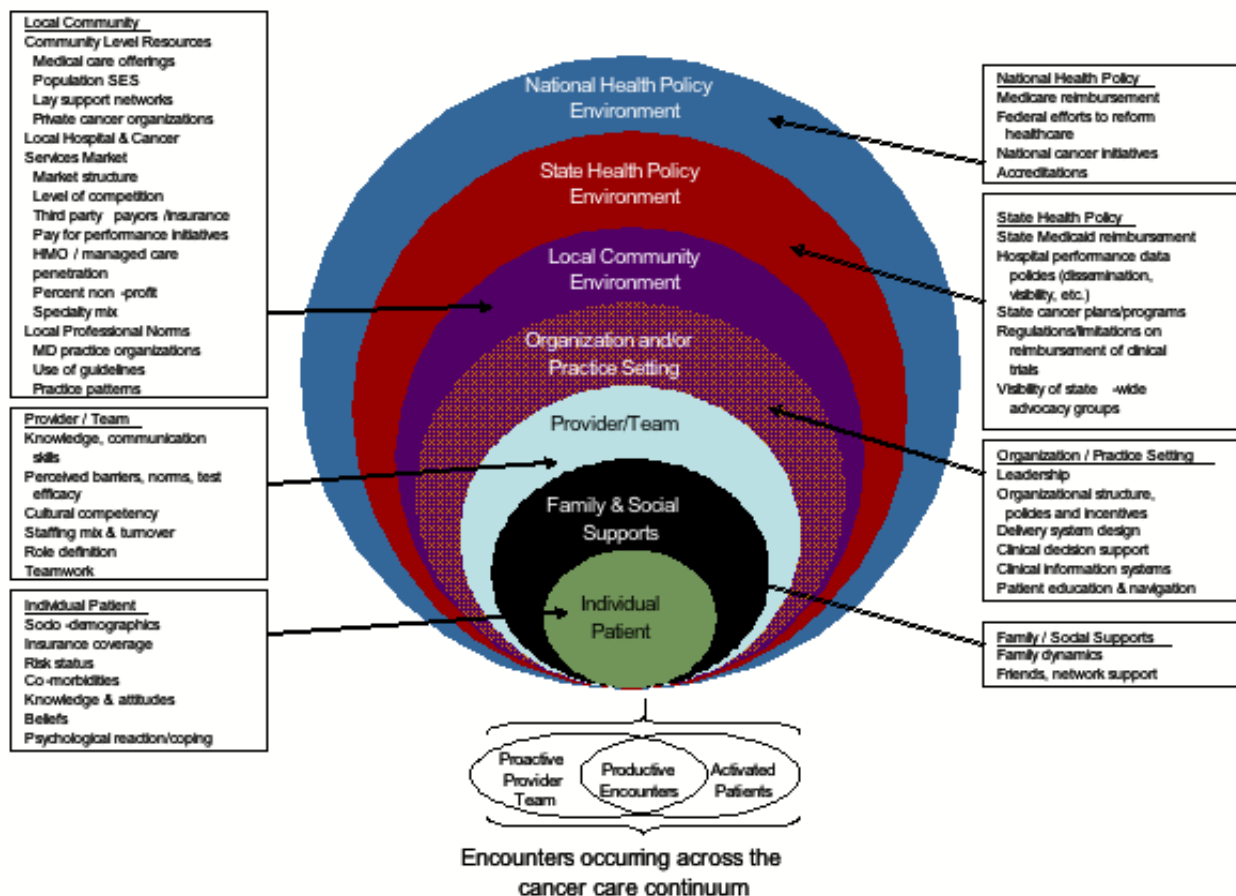 Local Community
Community Level Resources
Medical care offerings
Population SES
Lay support networks
Private cancer organizations
Local Hospital & Cancer
Services Market
Market structure
Level of competition
Third party payors /Insurance
Pay for performance initiatives
HMO / managed care
penetration
Percent non -profit
Specialty mix
Local Professional Norms
MD practice organizations
Use of guidelines
Practice patterns
Provider / Team
Knowledge, communication
skills
Perceived barriers, norms, test
efficacy
Cultural competency
Staffing mix & turnover
Role definition
Teamwork
Individual Patient
Socio -demographics
Insurance coverage
Risk status
Co-morbidities
Knowledge & attitudes
Beliefs
Psychological reaction/coping
National Health Policy
Environment
State Health Policy
Environment
Local Community
Environment
Organization and/or
Practice Setting
Provider/Team
Family & Social
Supports
Individual
Patient
National Health Policy
Medicare reimbursement
Federal efforts to reform
healthcare
National cancer initiatives
Accreditations
State Health Policy
State Medicaid reimbursement
Hospital performance data
policies (dissemination,
visibility, etc.)
State cancer plans/programs
Regulations/limitations on
reimbursement of clinical
trials
Visibility of state -wide
advocacy groups
Organization / Practice Setting
Leadership
Organizational structure,
policies and incentives
Delivery system design
Clinical decision support
Clinical information systems
Patient education & navigation
Family / Social Supports
Family dynamics
Friends, network support
Proactive
Provider
Team
Productive
Encounters
Activated
Patients
Encounters occurring across the
cancer care continuum